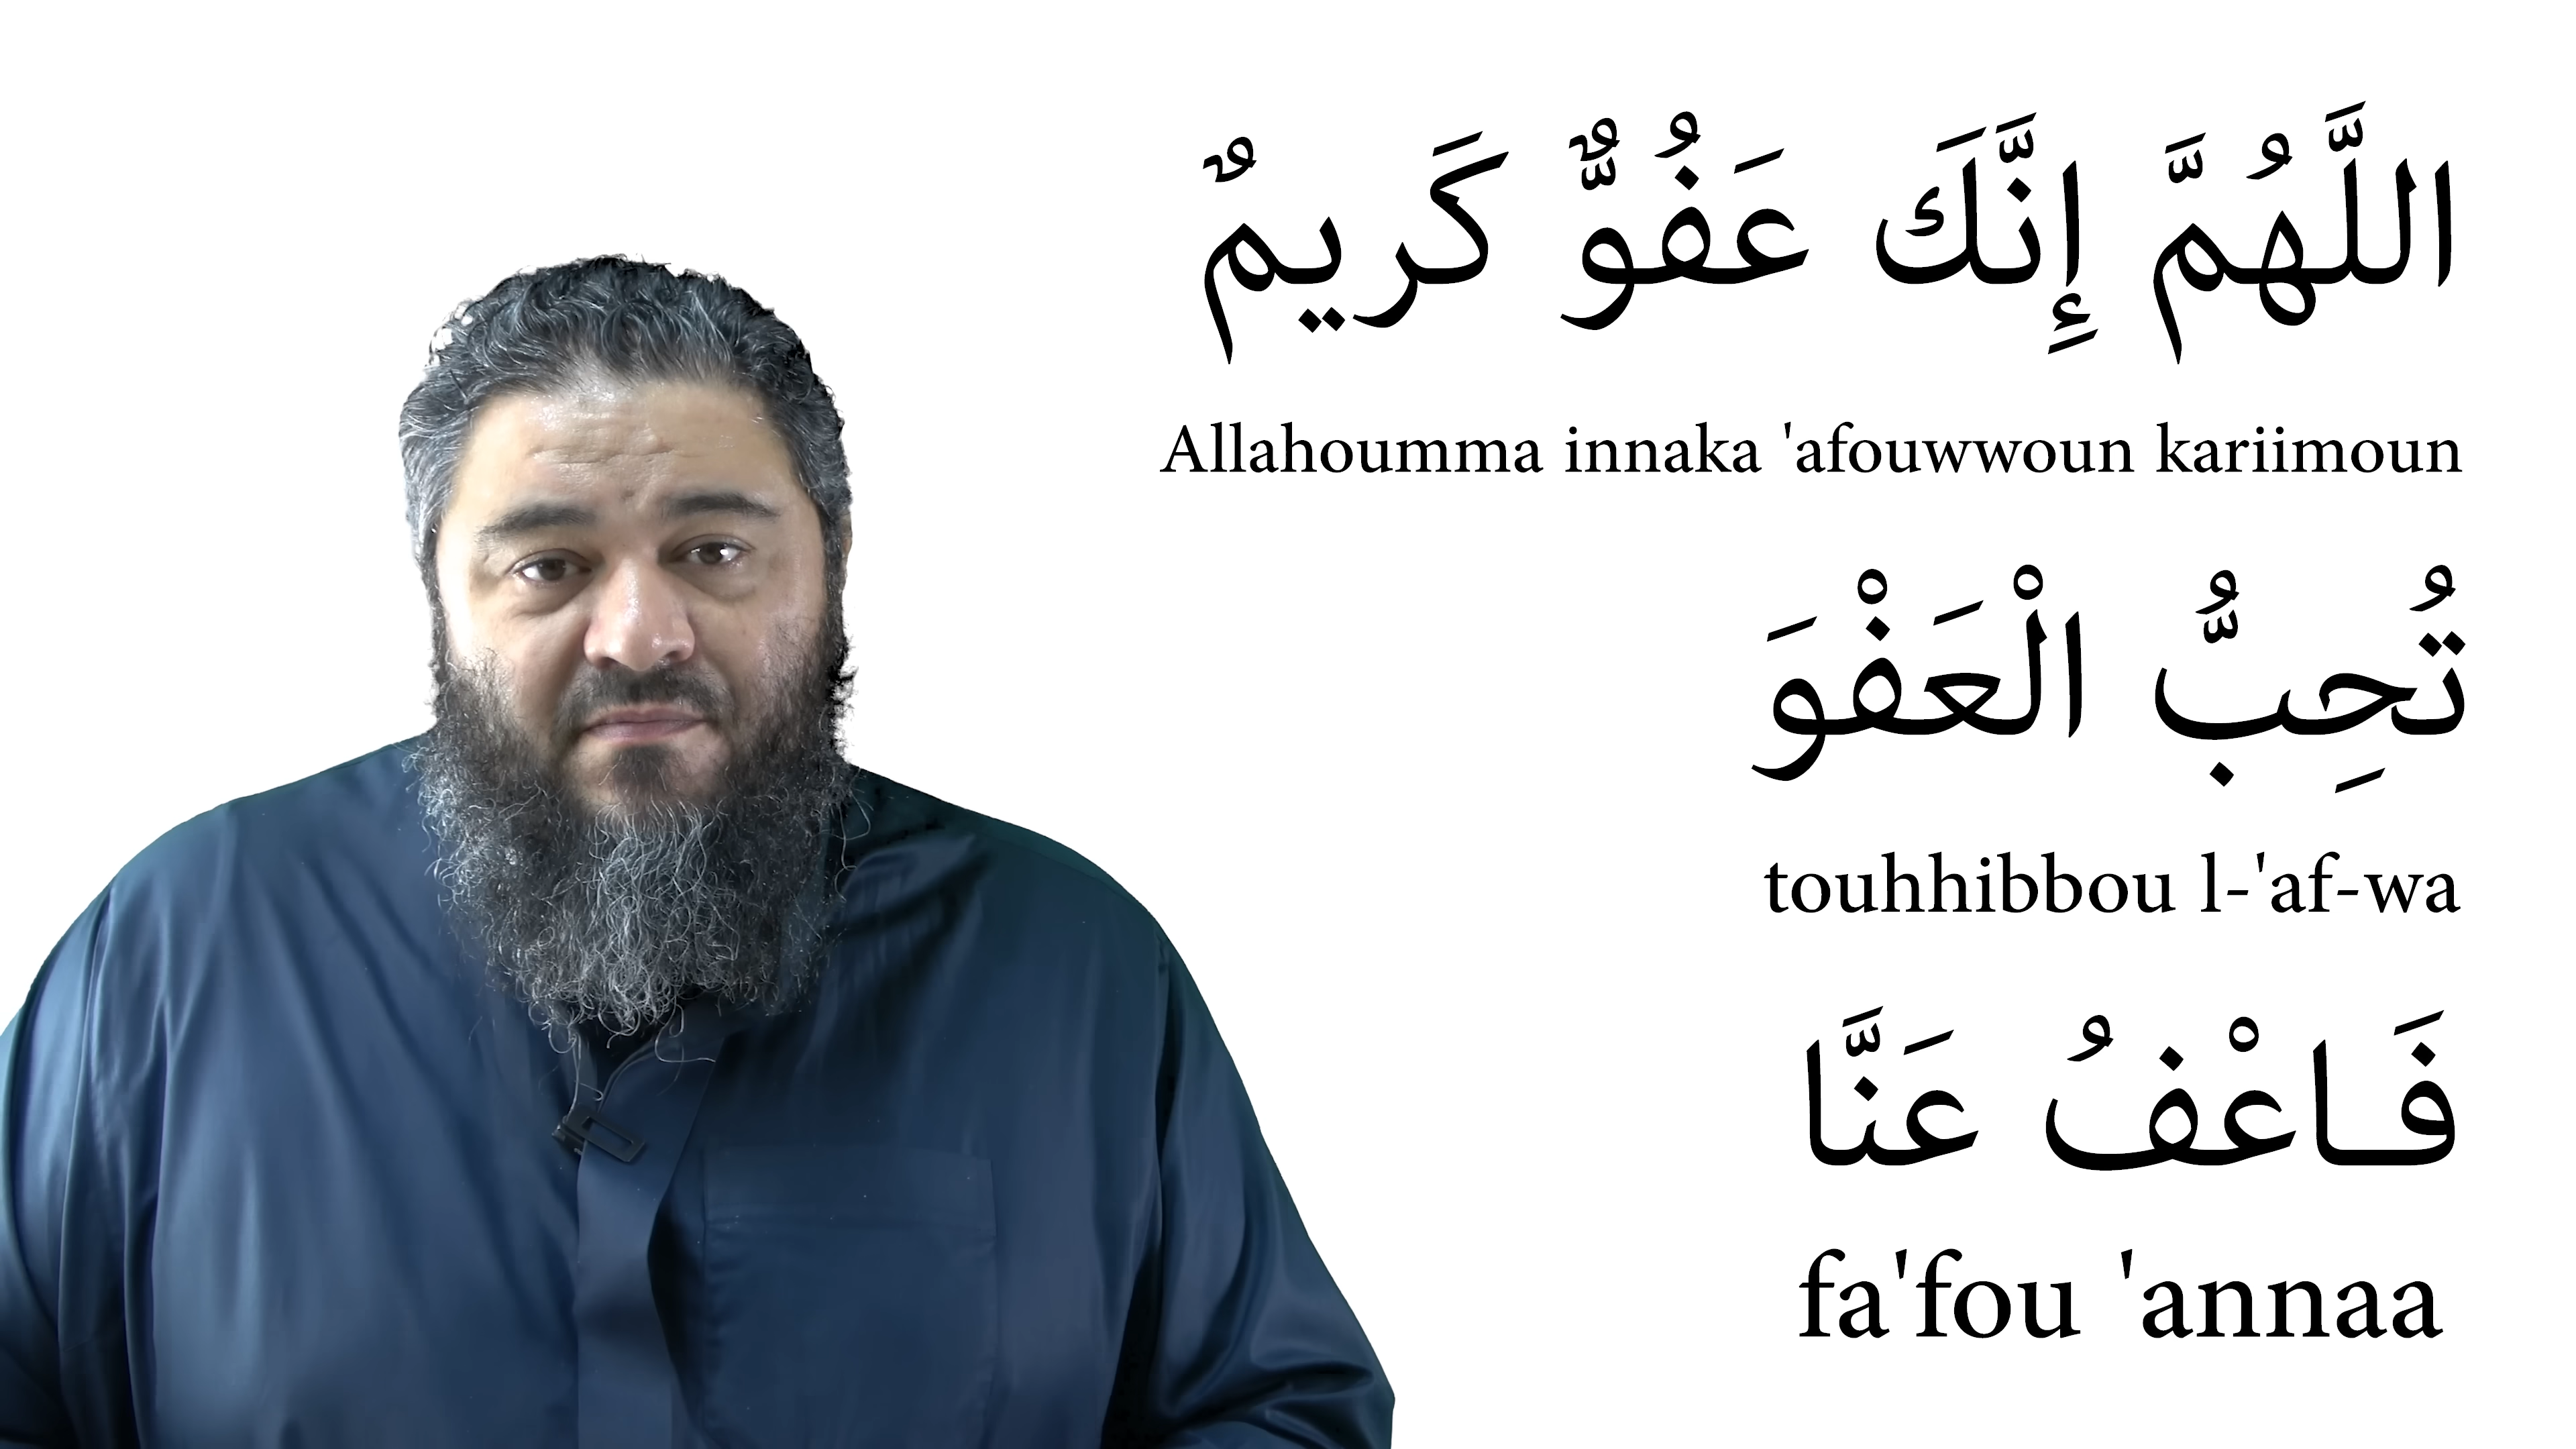 اللَّهُمَّ إِنَّكَ عَفُوٌّ كَرِيمٌ
Allahoumma innaka 'afouwwoun kariimoun
تُحِبُّ الْعَفْوَ
touhhibbou l-'af-wa
فَـاعْفُ عَنَّا
fa'fou 'annaa